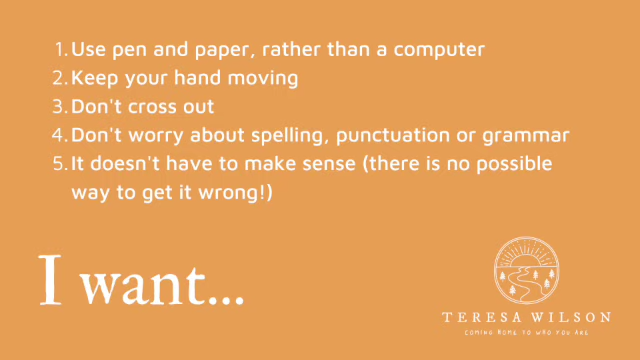 1. Use pen and paper, rather than a computer
2. Keep your hand moving
3. Don't cross out
4. Don't worry about spelling, punctuation or grammar
5. It doesn't have to make sense (there is no possible
way to get it wrong!)
I want...
TERESA WILSON
COMING HOME TO WHO YOU ARE